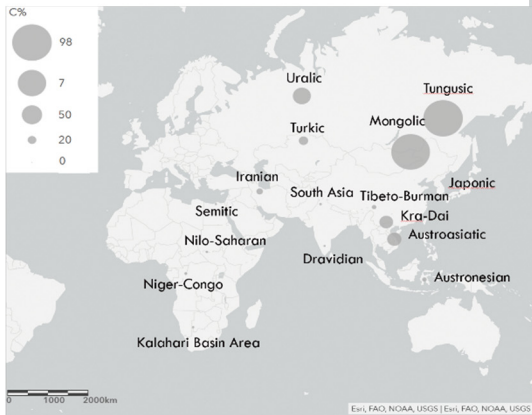 C%
98
7
50
20
0
Uralic
Tungusic
Turkic
Mongolic
Iranian
South Asia
Tibeto-Burman
Japonic
Semitic
Kra-Dai
Nilo-Saharan
Austroasiatic
Dravidian
Niger-Congo
Austronesian
Kalahari Basin Area
0 1000 2000km
Esri, FAO, NOAA, USGS | Esri, FAO, NOAA, USGS